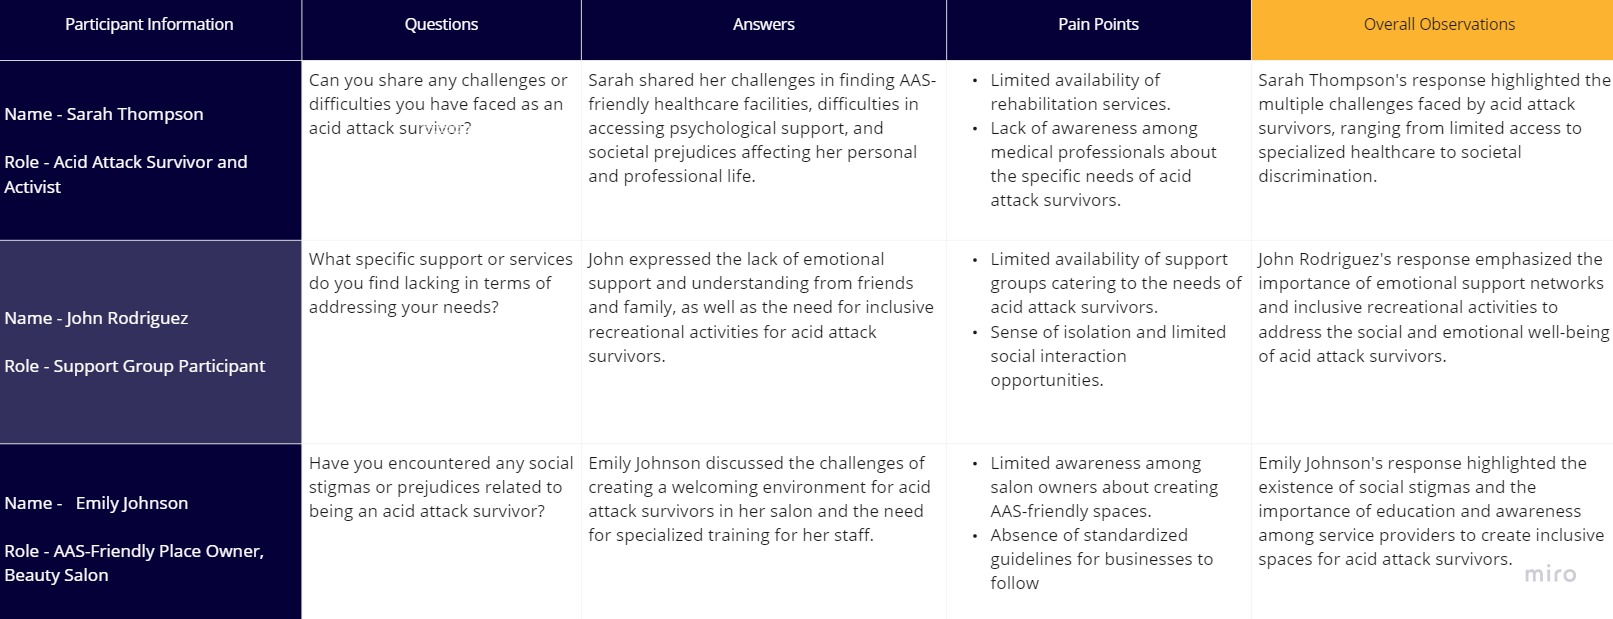 Participant Information
Questions
Answers
Pain Points
Overall Observations
Name - Sarah Thompson
Role - Acid Attack Survivor and
Activist
Can you share any challenges or
difficulties you have faced as an
acid attack survivor?
Sarah shared her challenges in finding AAS-
friendly healthcare facilities, difficulties in
accessing psychological support, and
societal prejudices affecting her personal
and professional life.
• Limited availability of
rehabilitation services.
• Lack of awareness among
medical professionals about
the specific needs of acid
attack survivors.
Sarah Thompson's response highlighted the
multiple challenges faced by acid attack
survivors, ranging from limited access to
specialized healthcare to societal
discrimination.
Name - John Rodriguez
Role - Support Group Participant
What specific support or services
do you find lacking in terms of
addressing your needs?
John expressed the lack of emotional
support and understanding from friends
and family, as well as the need for inclusive
recreational activities for acid attack
survivors.
• Limited availability of support
groups catering to the needs of
acid attack survivors.
• Sense of isolation and limited
social interaction
opportunities.
John Rodriguez's response emphasized the
importance of emotional support networks
and inclusive recreational activities to
address the social and emotional well-being
of acid attack survivors.
Name - Emily Johnson
Role - AAS-Friendly Place Owner,
Beauty Salon
Have you encountered any social
stigmas or prejudices related to
being an acid attack survivor?
Emily Johnson discussed the challenges of
creating a welcoming environment for acid
attack survivors in her salon and the need
for specialized training for her staff.
• Limited awareness among
salon owners about creating
AAS-friendly spaces.
• Absence of standardized
guidelines for businesses to
follow
Emily Johnson's response highlighted the
existence of social stigmas and the
importance of education and awareness
among service providers to create inclusive
spaces for acid attack survivors.
miro